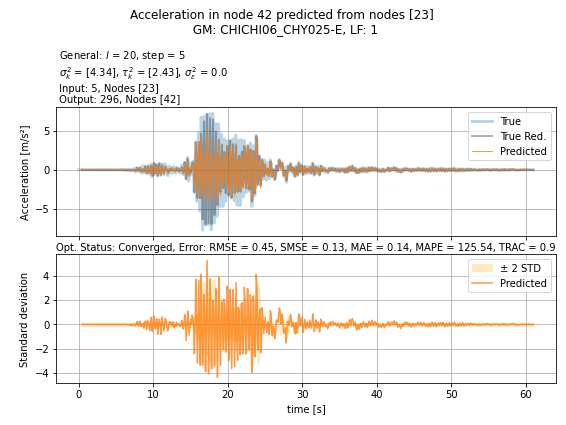 Acceleration in node 42 predicted from nodes [23]
GM: CHICHI06_CHY025-E, LF: 1
General: l = 20, step = 5
σ²ₖ = [4.34], τ²ₖ = [2.43], σ²ε = 0.0
Input: 5, Nodes [23]
Output: 296, Nodes [42]
True
True Red.
Predicted
Acceleration [m/s²]
5
0
−5
Opt. Status: Converged, Error: RMSE = 0.45, SMSE = 0.13, MAE = 0.14, MAPE = 125.54, TRAC = 0.9
± 2 STD
Predicted
Standard deviation
4
2
0
−2
−4
0 10 20 30 40 50 60
time [s]